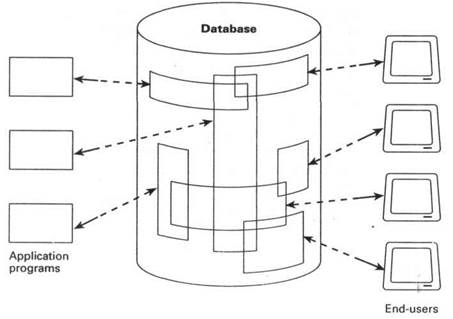 Database
Application
programs
End-users